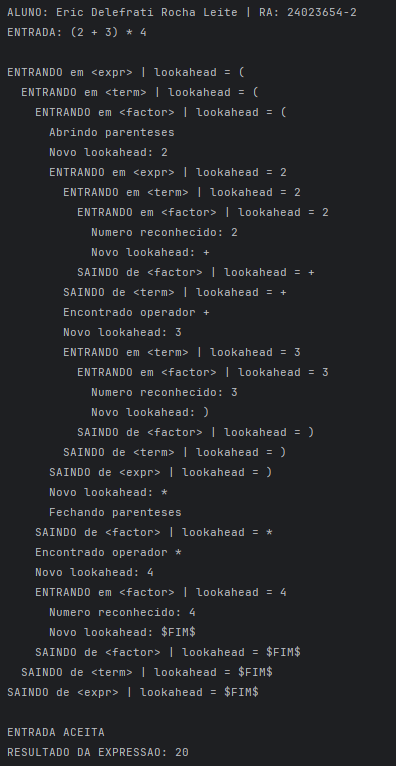 ALUNO: Eric Delefrati Rocha Leite | RA: 24023654-2
ENTRADA: (2 + 3) * 4
ENTRANDO em <expr> | lookahead = (
ENTRANDO em <term> | lookahead = (
ENTRANDO em <factor> | lookahead = (
Abrindo parenteses
Novo lookahead: 2
ENTRANDO em <expr> | lookahead = 2
ENTRANDO em <term> | lookahead = 2
ENTRANDO em <factor> | lookahead = 2
Numero reconhecido: 2
Novo lookahead: +
SAINDO de <factor> | lookahead = +
SAINDO de <term> | lookahead = +
Encontrado operador +
Novo lookahead: 3
ENTRANDO em <term> | lookahead = 3
ENTRANDO em <factor> | lookahead = 3
Numero reconhecido: 3
Novo lookahead: )
SAINDO de <factor> | lookahead = )
SAINDO de <term> | lookahead = )
SAINDO de <expr> | lookahead = )
Novo lookahead: *
Fechando parenteses
SAINDO de <factor> | lookahead = *
Encontrado operador *
Novo lookahead: 4
ENTRANDO em <factor> | lookahead = 4
Numero reconhecido: 4
Novo lookahead: $FIM$
SAINDO de <factor> | lookahead = $FIM$
SAINDO de <term> | lookahead = $FIM$
SAINDO de <expr> | lookahead = $FIM$
ENTRADA ACEITA
RESULTADO DA EXPRESSAO: 20